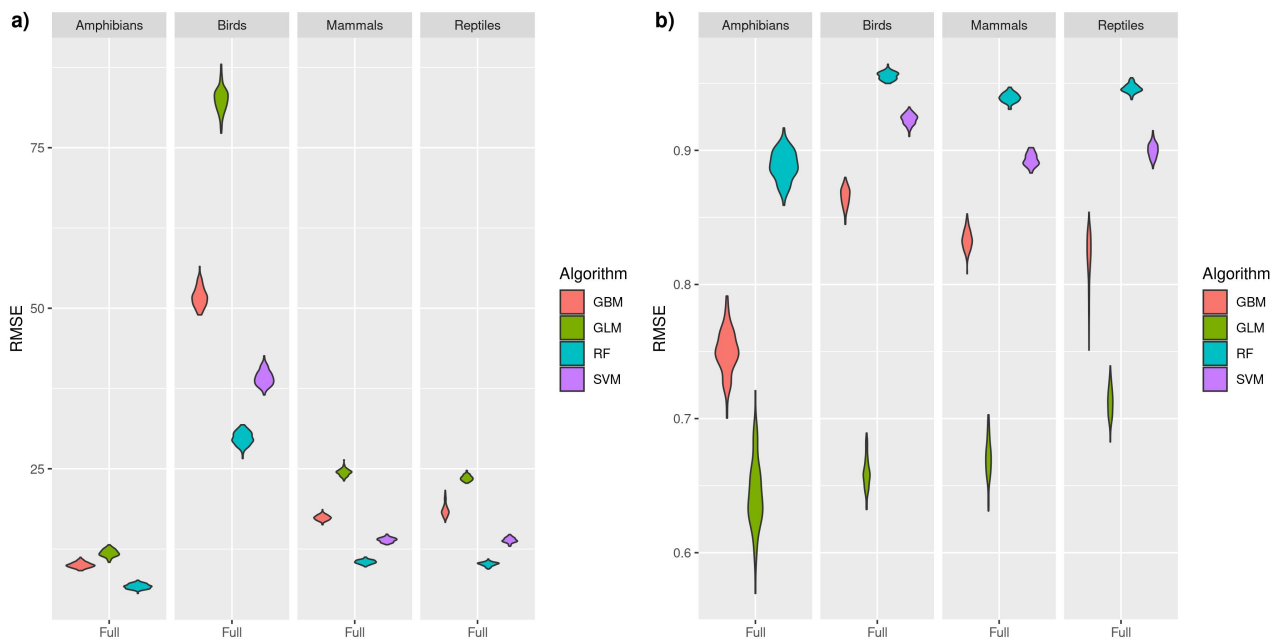 a)
Amphibians Birds Mammals Reptiles
RMSE
75
50
25
Full Full Full Full
Algorithm
GBM
GLM
RF
SVM
b)
Amphibians Birds Mammals Reptiles
RMSE
0.9
0.8
0.7
0.6
Full Full Full Full
Algorithm
GBM
GLM
RF
SVM